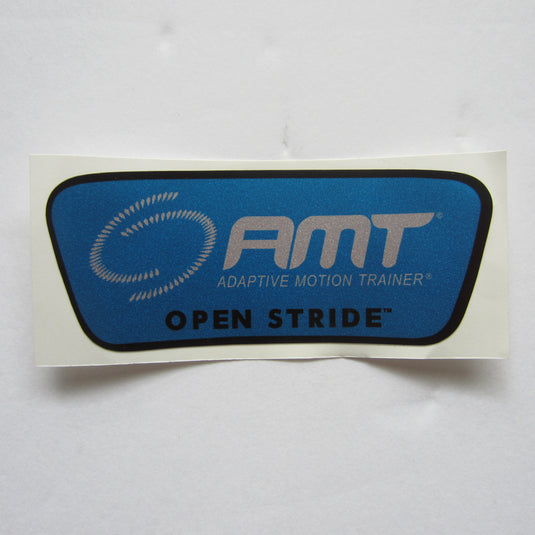 AMT®
ADAPTIVE MOTION TRAINER®
OPEN STRIDE™